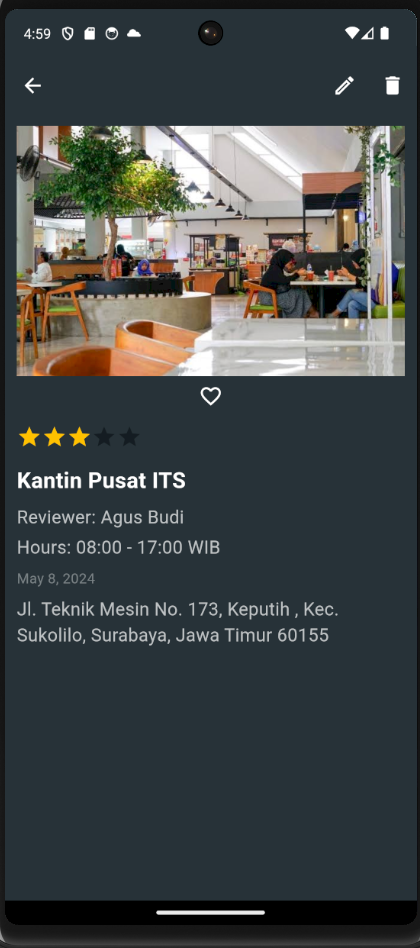 4:59
Kantin Pusat ITS
Reviewer: Agus Budi
Hours: 08:00 - 17:00 WIB
May 8, 2024
Jl. Teknik Mesin No. 173, Keputih , Kec.
Sukolilo, Surabaya, Jawa Timur 60155